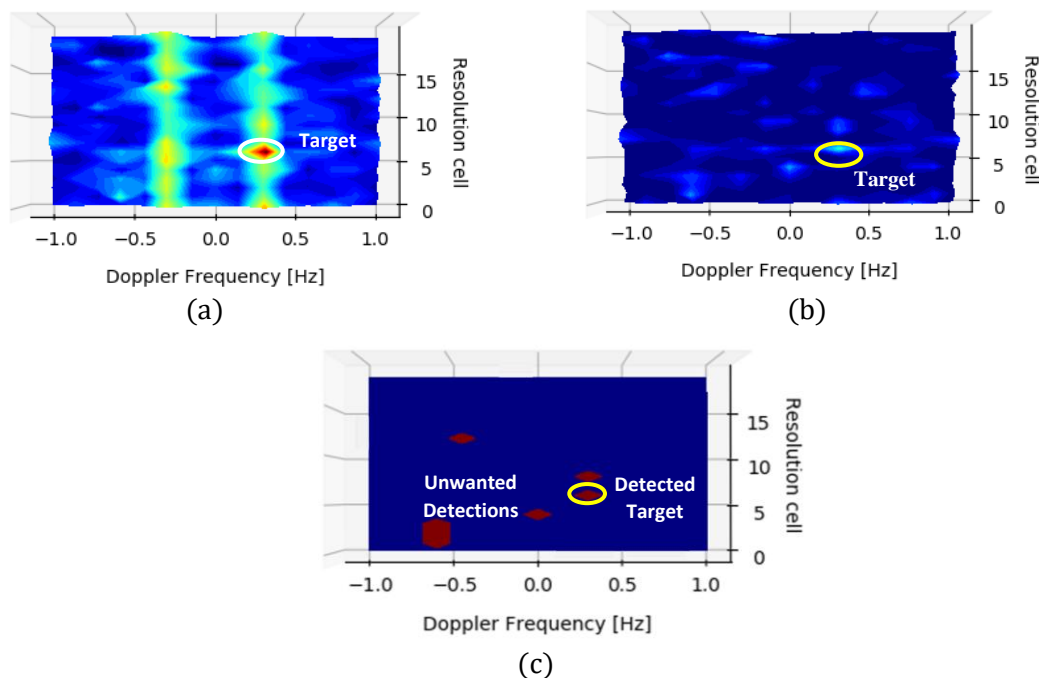 Target
15
10
5
0
Resolution cell
−1.0 −0.5 0.0 0.5 1.0
Doppler Frequency [Hz]
(a)
Target
15
10
5
0
Resolution cell
−1.0 −0.5 0.0 0.5 1.0
Doppler Frequency [Hz]
(b)
Unwanted
Detections
Detected
Target
15
10
5
0
Resolution cell
−1.0 −0.5 0.0 0.5 1.0
Doppler Frequency [Hz]
(c)